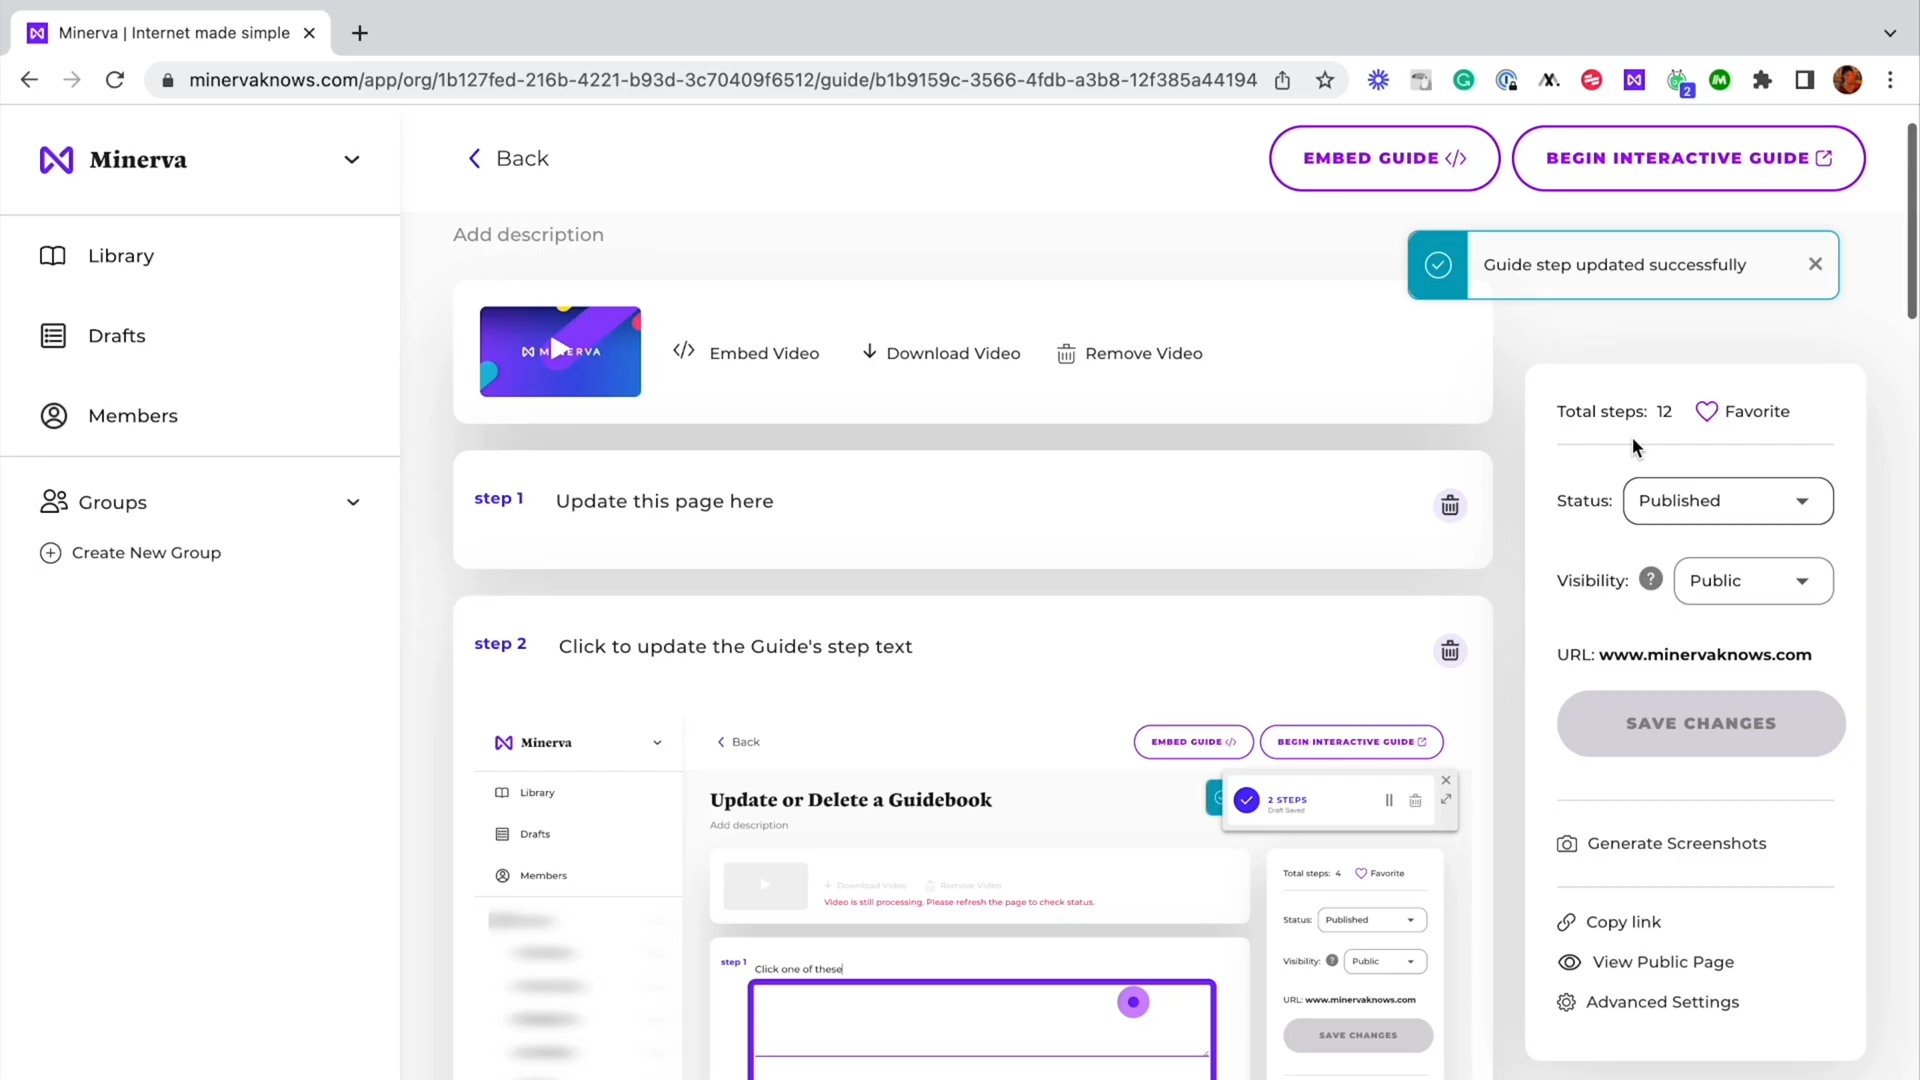 Minerva | Internet made simple
minervaknows.com/app/org/1b127fed-216b-4221-b93d-3c70409f6512/guide/b1b9159c-3566-4fdb-a3b8-12f385a44194
2
Minerva
Back
EMBED GUIDE </>
BEGIN INTERACTIVE GUIDE
Library
Drafts
Members
Groups
Create New Group
Add description
Guide step updated successfully
MINERVA
</> Embed Video
Download Video
Remove Video
step 1
Update this page here
step 2
Click to update the Guide's step text
Minerva
Back
EMBED GUIDE </>
BEGIN INTERACTIVE GUIDE
Library
Drafts
Members
Update or Delete a Guidebook
Add description
2 STEPS
Draft Saved
Download Video
Remove Video
Video is still processing. Please refresh the page to check status.
step 1
Click one of these
Total steps: 4
Favorite
Status: Published
Visibility: ? Public
URL: www.minervaknows.com
SAVE CHANGES
Total steps: 12
Favorite
Status: Published
Visibility: ? Public
URL: www.minervaknows.com
SAVE CHANGES
Generate Screenshots
Copy link
View Public Page
Advanced Settings